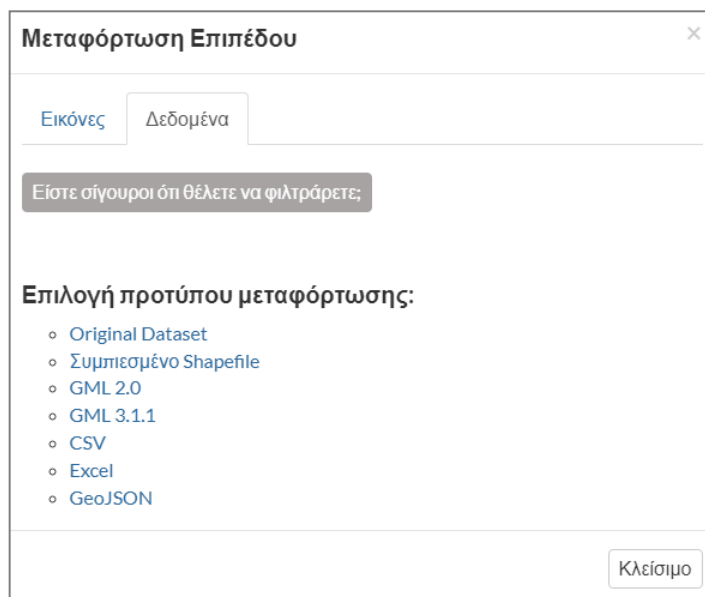 Μεταφόρτωση Επιπέδου
×
Εικόνες Δεδομένα
Είστε σίγουροι ότι θέλετε να φιλτράρετε;
Επιλογή προτύπου μεταφόρτωσης:
Original Dataset
Συμπιεσμένο Shapefile
GML 2.0
GML 3.1.1
CSV
Excel
GeoJSON
Κλείσιμο